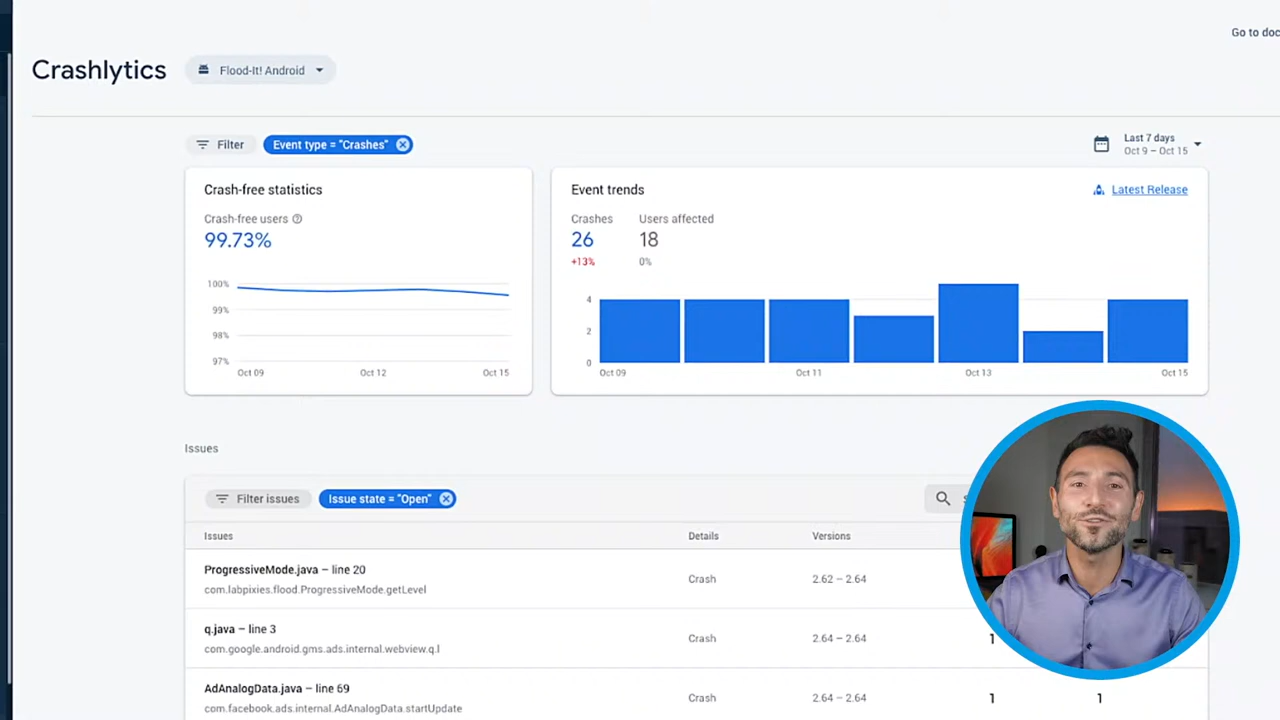 Go to doc
Crashlytics
Flood-It! Android
Filter
Event type = "Crashes"
Last 7 days
Oct 9 – Oct 15
Crash-free statistics
Crash-free users
99.73%
100%
99%
98%
97%
Oct 09
Oct 12
Oct 15
Event trends
Latest Release
Crashes
Users affected
26
18
+13%
0%
4
2
0
Oct 09
Oct 11
Oct 13
Oct 15
Issues
Filter issues
Issue state = "Open"
Issues
Details
Versions
ProgressiveMode.java – line 20
com.labpixies.flood.ProgressiveMode.getLevel
Crash
2.62 – 2.64
q.java – line 3
com.google.android.gms.ads.internal.webview.q.l
Crash
2.64 – 2.64
1
AdAnalogData.java – line 69
com.facebook.ads.internal.AdAnalogData.startUpdate
Crash
2.64 – 2.64
1
1